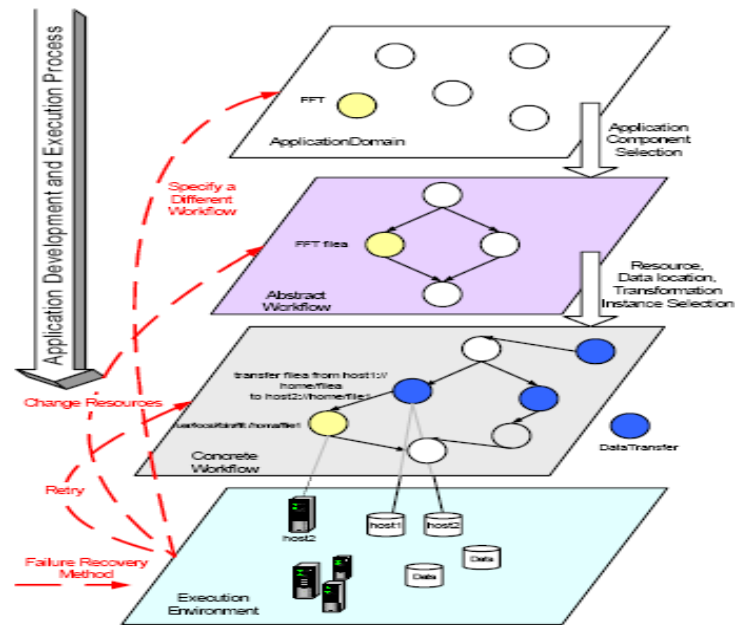 Application Development and Execution Process
FFT
ApplicationDomain
Application
Component
Selection
Specify a
Different
Workflow
FFT filea
Abstract
Workflow
Resource,
Data location,
Transformation
Instance Selection
transfer filea from host1://
home/filea
to host2://home/file1
/home/file1
DataTransfer
Concrete
Workflow
Change Resources
Retry
host2
host1
host2
Data
Data
Failure Recovery
Method
Execution
Environment